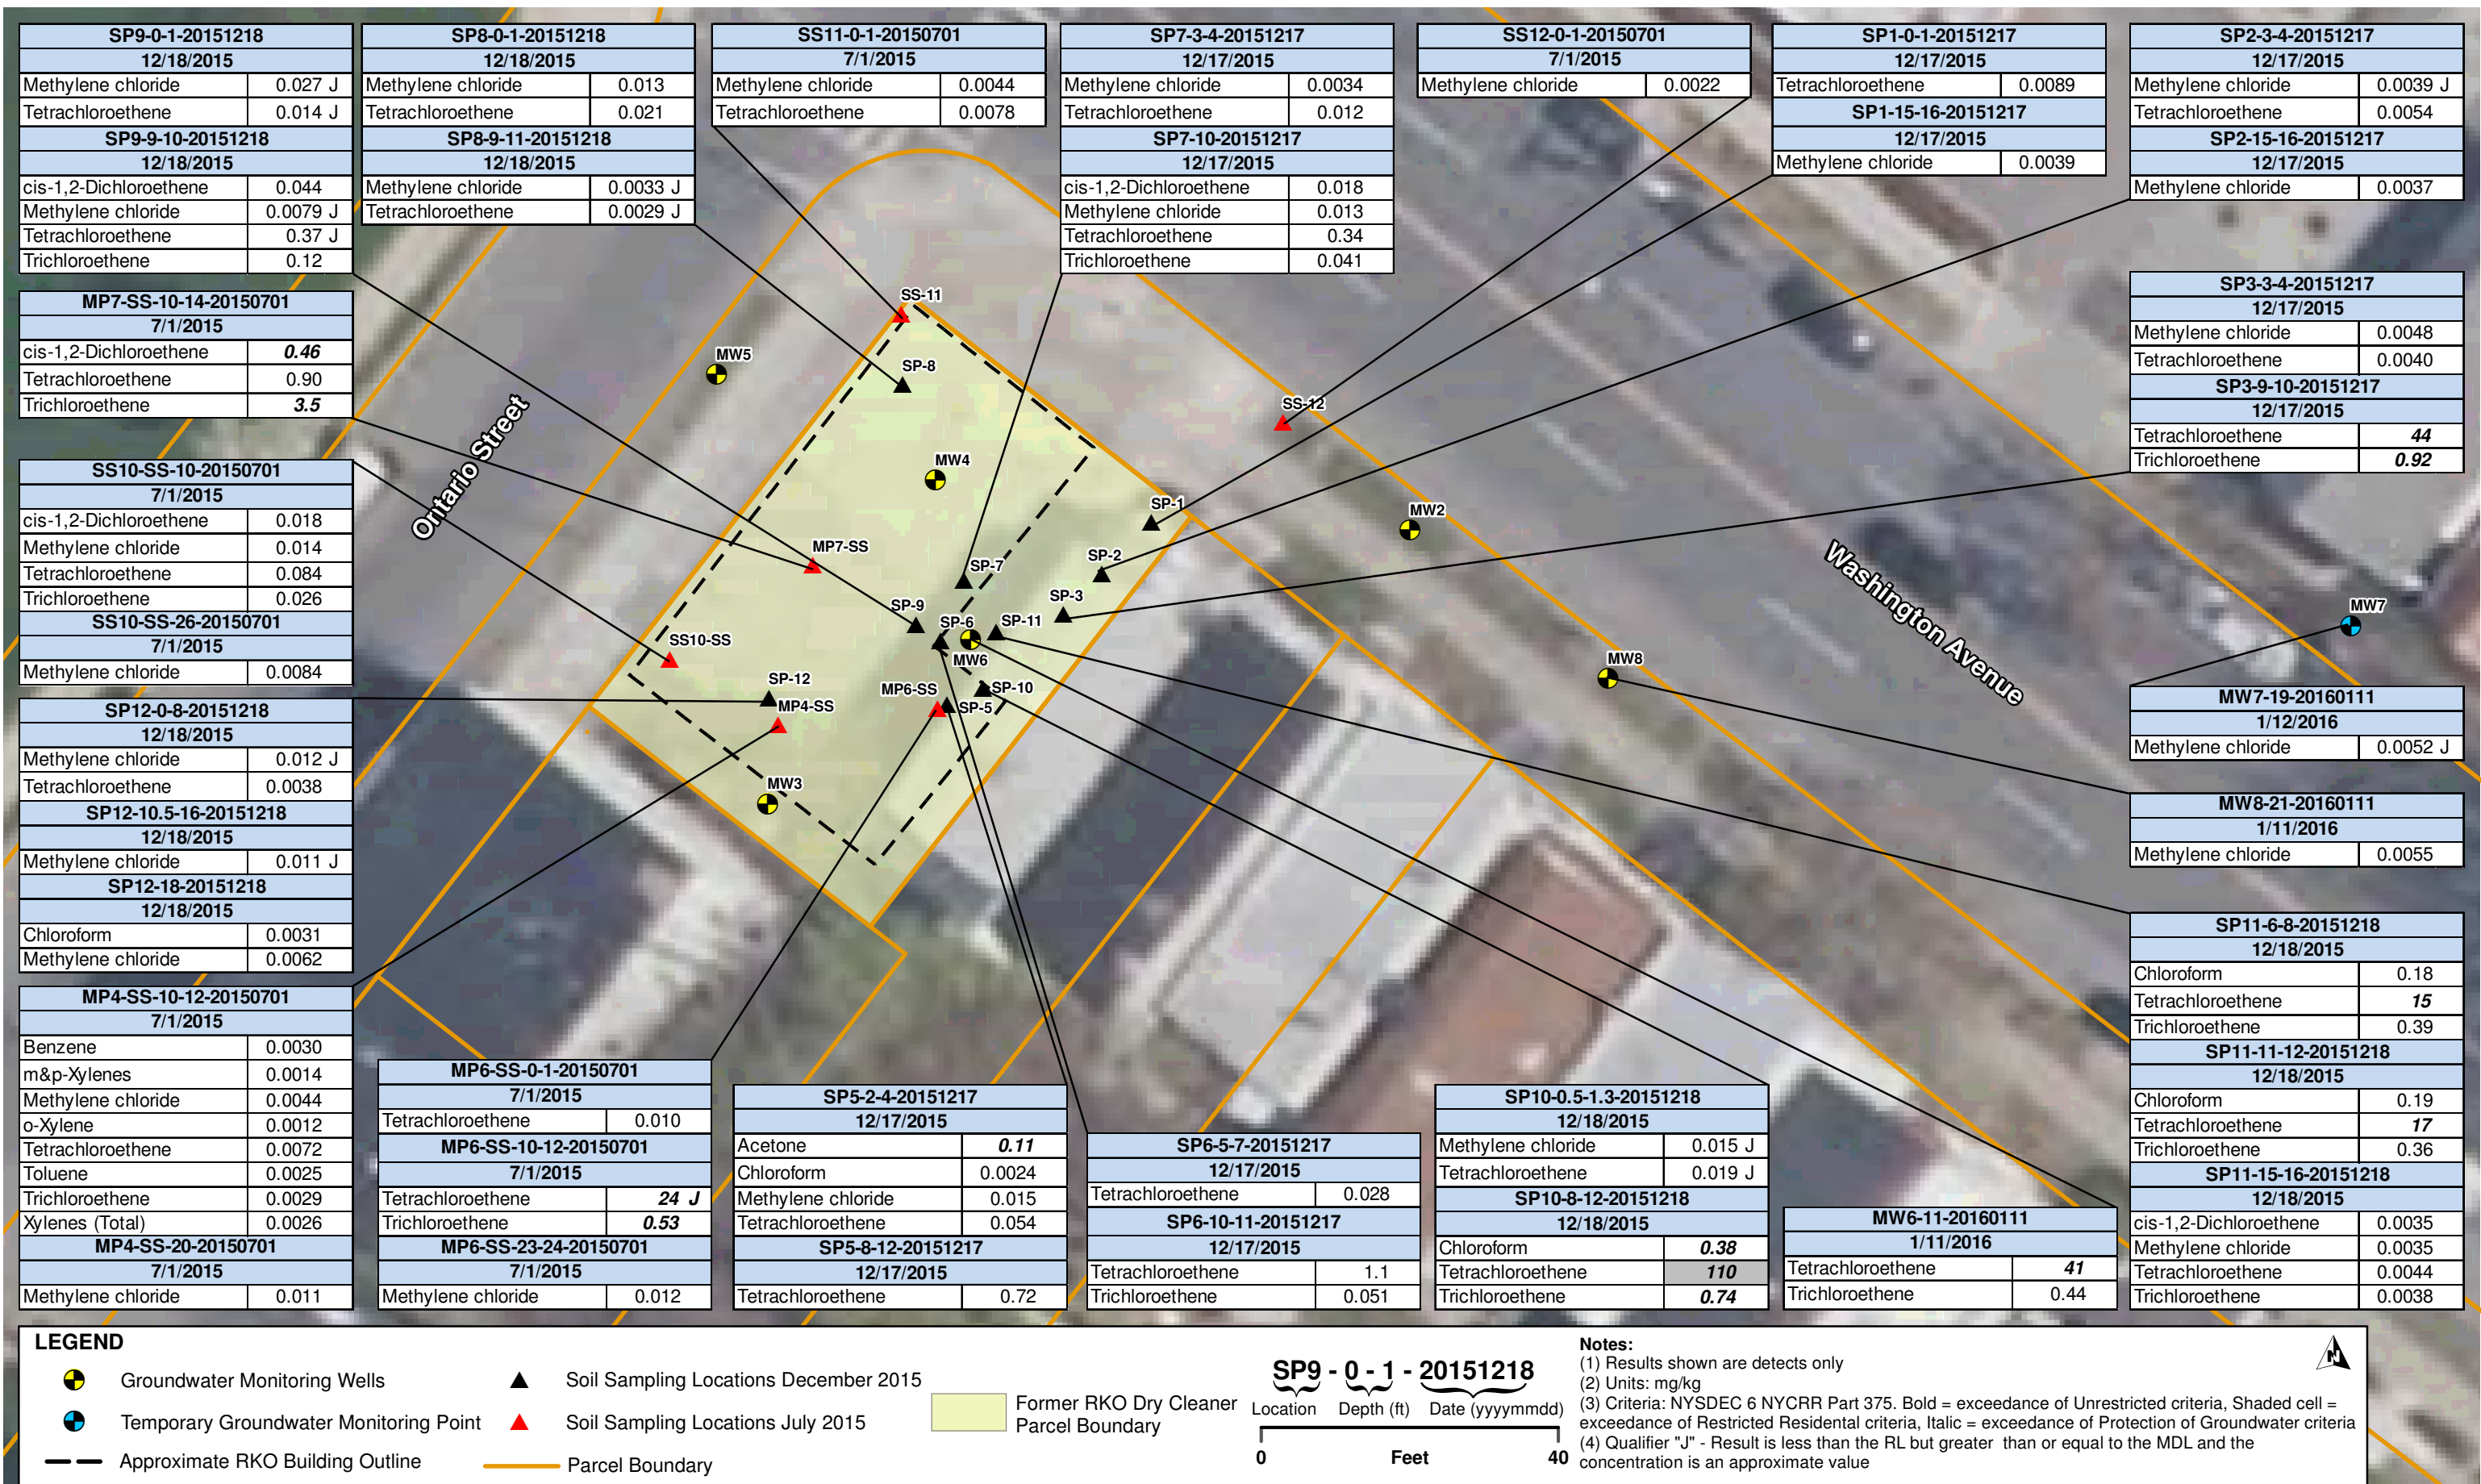 SP9-0-1-20151218
12/18/2015
Methylene chloride 0.027 J
Tetrachloroethene 0.014 J
SP9-9-10-20151218
12/18/2015
cis-1,2-Dichloroethene 0.044
Methylene chloride 0.0079 J
Tetrachloroethene 0.37 J
Trichloroethene 0.12
SP8-0-1-20151218
12/18/2015
Methylene chloride 0.013
Tetrachloroethene 0.021
SP8-9-11-20151218
12/18/2015
Methylene chloride 0.0033 J
Tetrachloroethene 0.0029 J
SS11-0-1-20150701
7/1/2015
Methylene chloride 0.0044
Tetrachloroethene 0.0078
SP7-3-4-20151217
12/17/2015
Methylene chloride 0.0034
Tetrachloroethene 0.012
SP7-10-20151217
12/17/2015
cis-1,2-Dichloroethene 0.018
Methylene chloride 0.013
Tetrachloroethene 0.34
Trichloroethene 0.041
SS12-0-1-20150701
7/1/2015
Methylene chloride 0.0022
SP1-0-1-20151217
12/17/2015
Tetrachloroethene 0.0089
SP1-15-16-20151217
12/17/2015
Methylene chloride 0.0039
SP2-3-4-20151217
12/17/2015
Methylene chloride 0.0039 J
Tetrachloroethene 0.0054
SP2-15-16-20151217
12/17/2015
Methylene chloride 0.0037
MP7-SS-10-14-20150701
7/1/2015
cis-1,2-Dichloroethene 0.46
Tetrachloroethene 0.90
Trichloroethene 3.5
SP3-3-4-20151217
12/17/2015
Methylene chloride 0.0048
Tetrachloroethene 0.0040
SP3-9-10-20151217
12/17/2015
Tetrachloroethene 44
Trichloroethene 0.92
SS10-SS-10-20150701
7/1/2015
cis-1,2-Dichloroethene 0.018
Methylene chloride 0.014
Tetrachloroethene 0.084
Trichloroethene 0.026
SS10-SS-26-20150701
7/1/2015
Methylene chloride 0.0084
SS-11
MW5
SP-8
SS-12
MW4
SP-1
MW2
Ontario Street
MP7-SS
SP-7
SP-2
SP-9
SP-3
SP-6
SP-11
SS10-SS
MW6
SP-12
MP6-SS
SP-10
MP4-SS
SP-5
MW3
MW8
MW7
Washington Avenue
SP12-0-8-20151218
12/18/2015
Methylene chloride 0.012 J
Tetrachloroethene 0.0038
SP12-10.5-16-20151218
12/18/2015
Methylene chloride 0.011 J
SP12-18-20151218
12/18/2015
Chloroform 0.0031
Methylene chloride 0.0062
MW7-19-20160111
1/12/2016
Methylene chloride 0.0052 J
MW8-21-20160111
1/11/2016
Methylene chloride 0.0055
MP4-SS-10-12-20150701
7/1/2015
Benzene 0.0030
m&p-Xylenes 0.0014
Methylene chloride 0.0044
o-Xylene 0.0012
Tetrachloroethene 0.0072
Toluene 0.0025
Trichloroethene 0.0029
Xylenes (Total) 0.0026
MP4-SS-20-20150701
7/1/2015
Methylene chloride 0.011
MP6-SS-0-1-20150701
7/1/2015
Tetrachloroethene 0.010
MP6-SS-10-12-20150701
7/1/2015
Tetrachloroethene 24 J
Trichloroethene 0.53
MP6-SS-23-24-20150701
7/1/2015
Methylene chloride 0.012
SP5-2-4-20151217
12/17/2015
Acetone 0.11
Chloroform 0.0024
Methylene chloride 0.015
Tetrachloroethene 0.054
SP5-8-12-20151217
12/17/2015
Tetrachloroethene 0.72
SP6-5-7-20151217
12/17/2015
Tetrachloroethene 0.028
SP6-10-11-20151217
12/17/2015
Tetrachloroethene 1.1
Trichloroethene 0.051
SP10-0.5-1.3-20151218
12/18/2015
Methylene chloride 0.015 J
Tetrachloroethene 0.019 J
SP10-8-12-20151218
12/18/2015
Chloroform 0.38
Tetrachloroethene 110
Trichloroethene 0.74
MW6-11-20160111
1/11/2016
Tetrachloroethene 41
Trichloroethene 0.44
SP11-6-8-20151218
12/18/2015
Chloroform 0.18
Tetrachloroethene 15
Trichloroethene 0.39
SP11-11-12-20151218
12/18/2015
Chloroform 0.19
Tetrachloroethene 17
Trichloroethene 0.36
SP11-15-16-20151218
12/18/2015
cis-1,2-Dichloroethene 0.0035
Methylene chloride 0.0035
Tetrachloroethene 0.0044
Trichloroethene 0.0038
LEGEND
Groundwater Monitoring Wells
Temporary Groundwater Monitoring Point
Approximate RKO Building Outline
Soil Sampling Locations December 2015
Soil Sampling Locations July 2015
Parcel Boundary
Former RKO Dry Cleaner
Parcel Boundary
SP9 - 0 - 1 - 20151218
Location Depth (ft) Date (yyyymmdd)
0 Feet 40
Notes:
(1) Results shown are detects only
(2) Units: mg/kg
(3) Criteria: NYSDEC 6 NYCRR Part 375. Bold = exceedance of Unrestricted criteria, Shaded cell =
exceedance of Restricted Residental criteria, Italic = exceedance of Protection of Groundwater criteria
(4) Qualifier "J" - Result is less than the RL but greater than or equal to the MDL and the
concentration is an approximate value
N